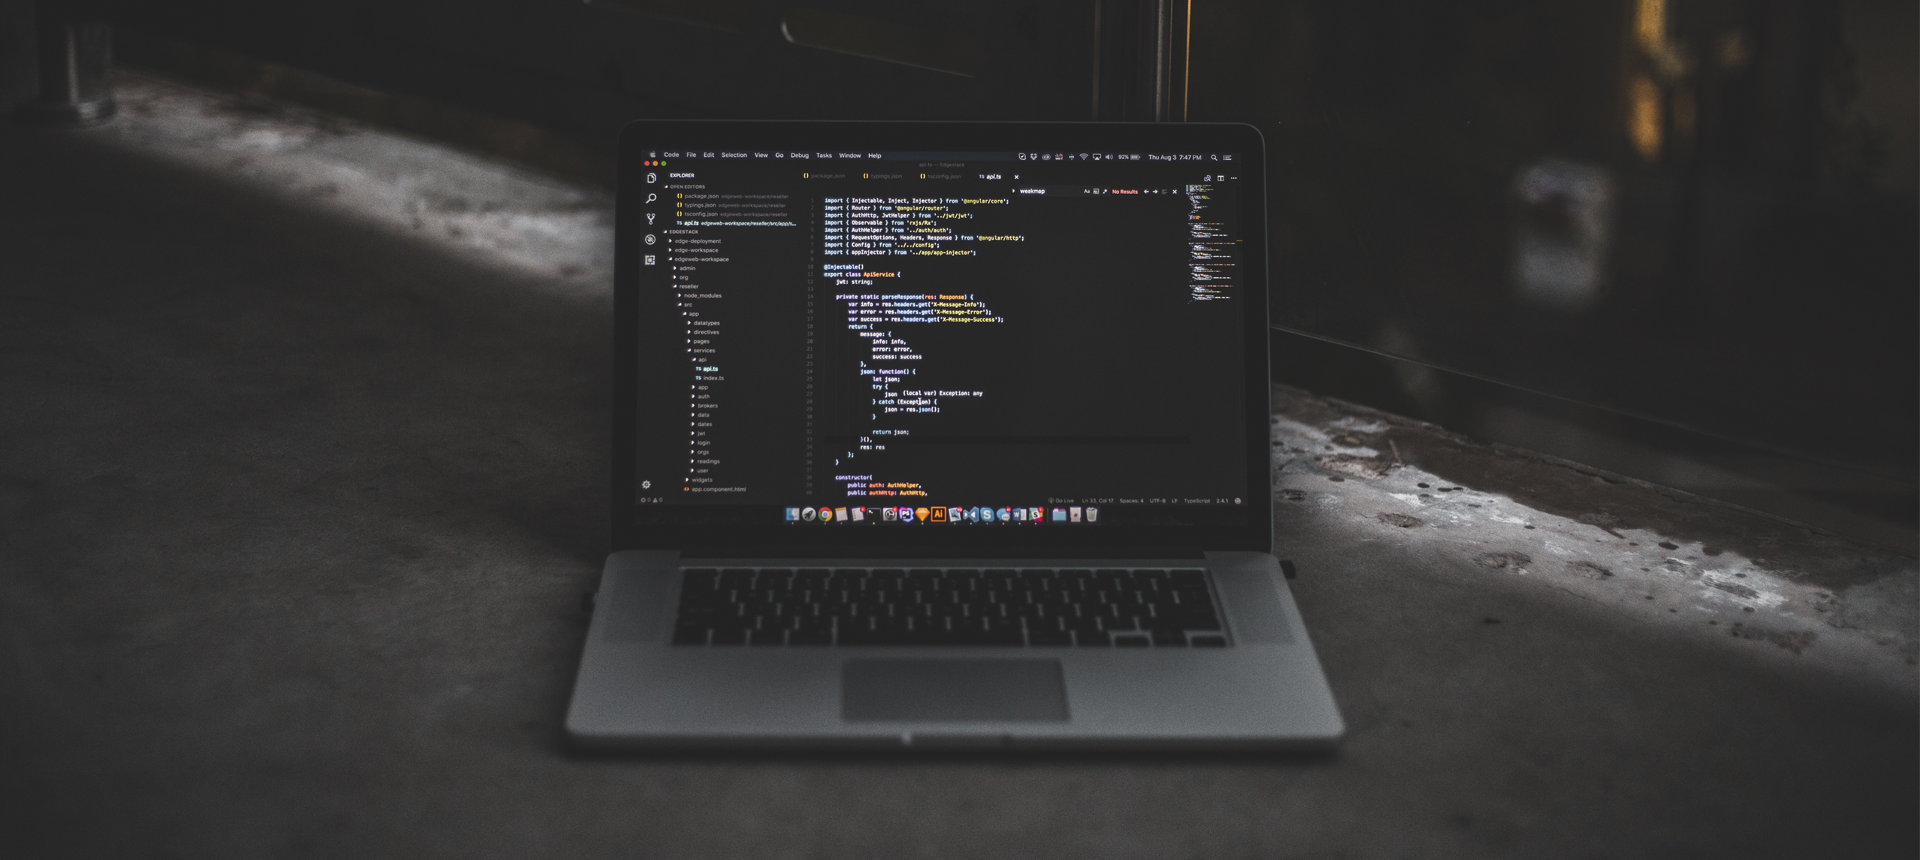 Code File Edit Selection View Go Debug Tasks Window Help 92% Thu Aug 3 7:47 PM
api.ts — Edgestack
EXPLORER
OPEN EDITORS
package.json edgeweb-workspace/reseller
typings.json edgeweb-workspace/reseller
tsconfig.json edgeweb-workspace/reseller
TS api.ts edgeweb-workspace/reseller/src/app/s...
EDGESTACK
edge-deployment
edge-workspace
edgeweb-workspace
admin
org
reseller
node_modules
src
app
datatypes
directives
pages
services
api
TS api.ts
TS index.ts
app
auth
brokers
data
dates
jwt
login
orgs
readings
user
widgets
app.component.html
{} package.json {} typings.json {} tsconfig.json TS api.ts
weakmap Aa No Results
import { Injectable, Inject, Injector } from '@angular/core';
import { Router } from '@angular/router';
import { AuthHttp, JwtHelper } from '../jwt/jwt';
import { Observable } from 'rxjs/Rx';
import { AuthHelper } from '../auth/auth';
import { RequestOptions, Headers, Response } from '@angular/http';
import { Config } from '../../config';
import { appInjector } from '../app/app-injector';
@Injectable()
export class ApiService {
jwt: string;
private static parseResponse(res: Response) {
var info = res.headers.get('X-Message-Info');
var error = res.headers.get('X-Message-Error');
var success = res.headers.get('X-Message-Success');
return {
message: {
info: info,
error: error,
success: success
},
json: function() {
let json;
try {
json (local var) Exception: any
} catch (Exception) {
json = res.json();
}
return json;
}(),
res: res
};
}
constructor(
public auth: AuthHelper,
public authHttp: AuthHttp,
0 0 Go Live Ln 33, Col 17 Spaces: 4 UTF-8 LF TypeScript 2.4.1
Ai